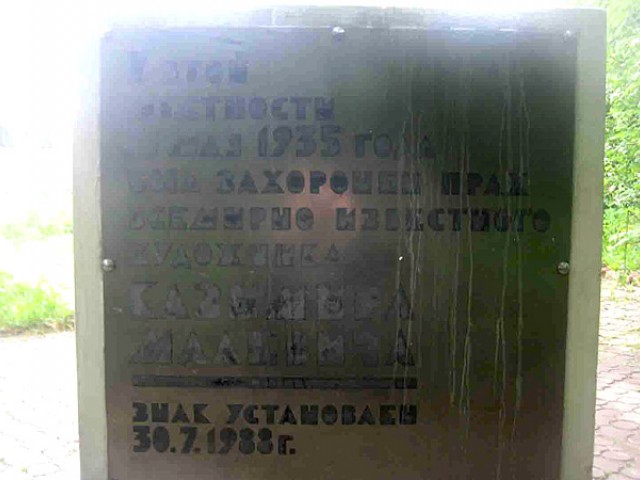 В этой
местности
мая 1935 года
был захоронен прах
всемирно известного
художника
КАЗИМИРА
МАЛЕВИЧА
ЗНАК УСТАНОВЛЕН
30.7.1988 г.